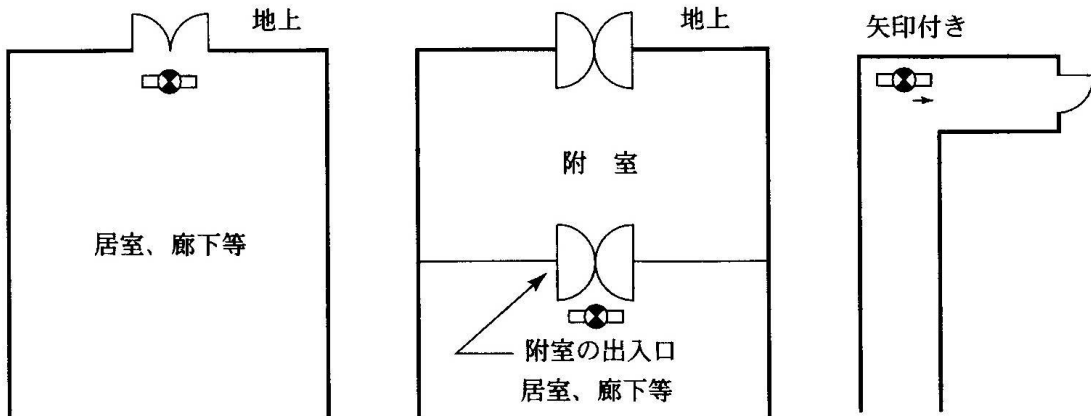 地上
居室、廊下等
地上
附 室
附室の出入口
居室、廊下等
矢印付き